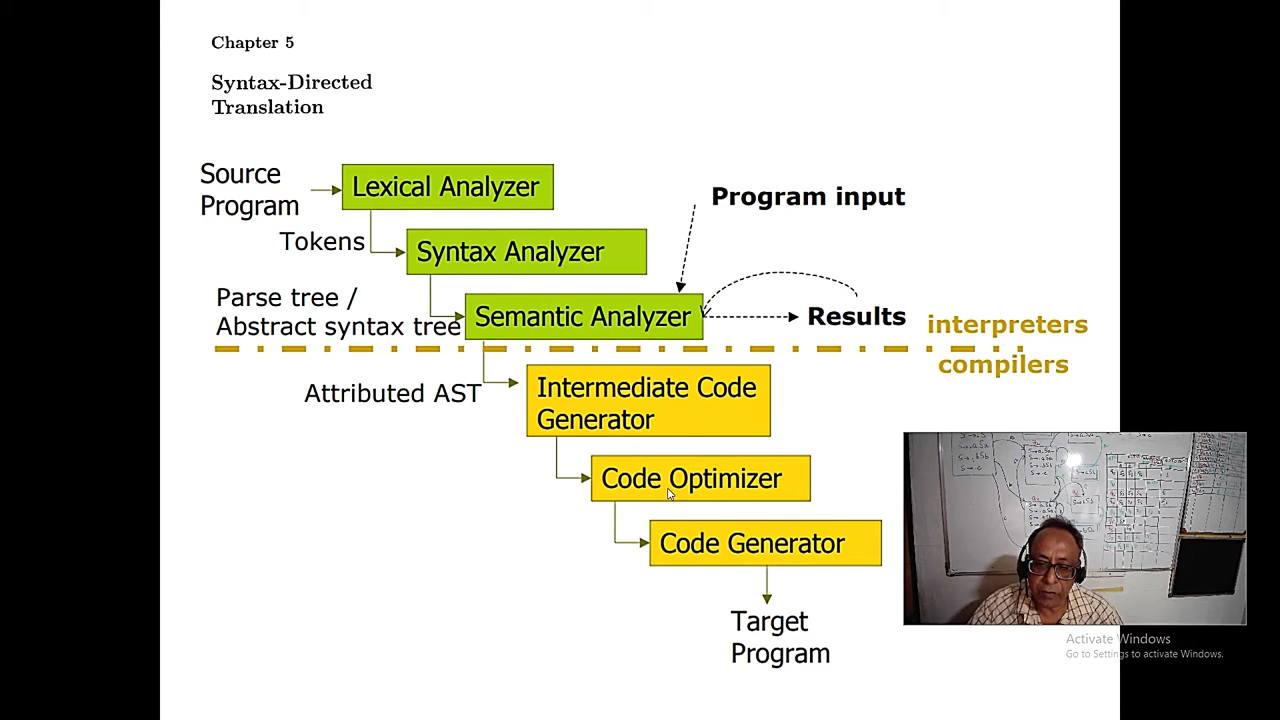 Chapter 5
Syntax-Directed
Translation
Source
Program
Lexical Analyzer
Program input
Tokens
Syntax Analyzer
Parse tree /
Abstract syntax tree
Semantic Analyzer
Results
interpreters
compilers
Attributed AST
Intermediate Code
Generator
Code Optimizer
Code Generator
Target
Program
Activate Windows
Go to Settings to activate Windows.